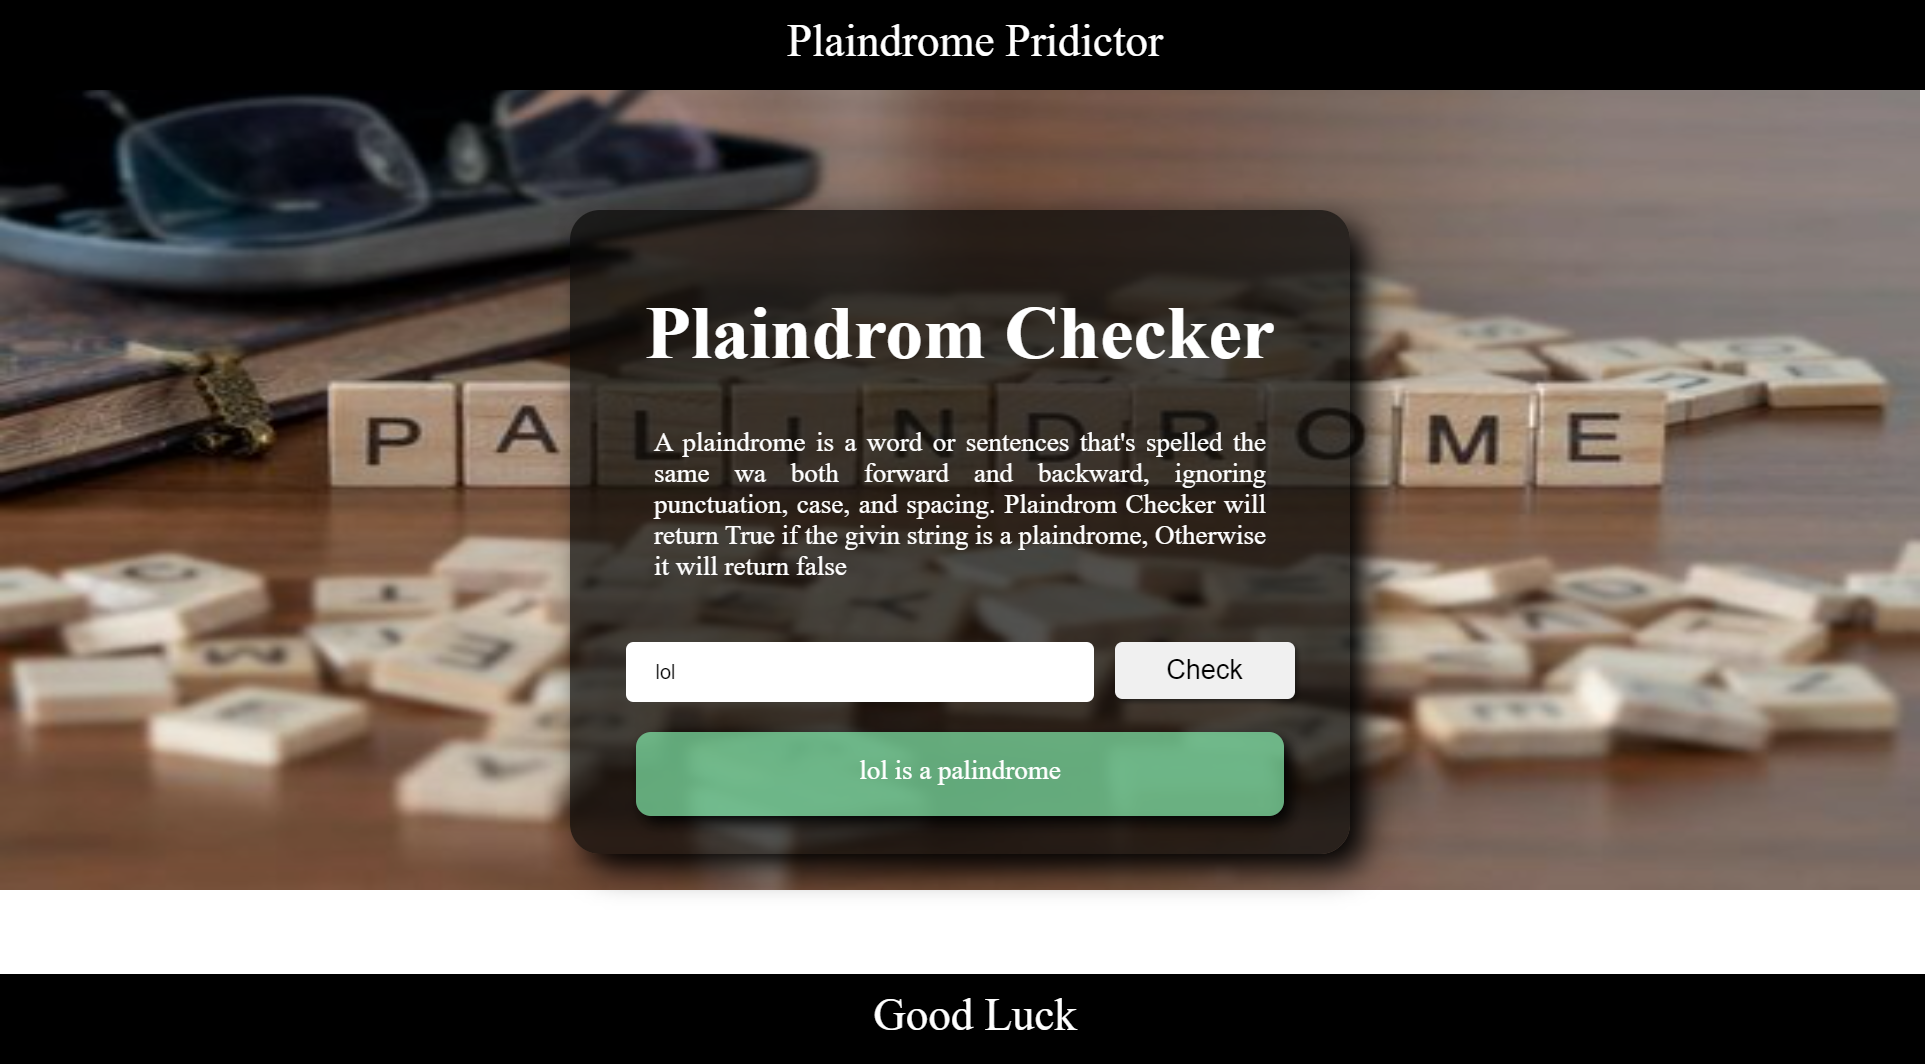 Plaindrome Pridictor
Plaindrom Checker
PALINDROME
A plaindrome is a word or sentences that's spelled the
same wa both forward and backward, ignoring
punctuation, case, and spacing. Plaindrom Checker will
return True if the givin string is a plaindrome, Otherwise
it will return false
lol
Check
lol is a palindrome
Good Luck